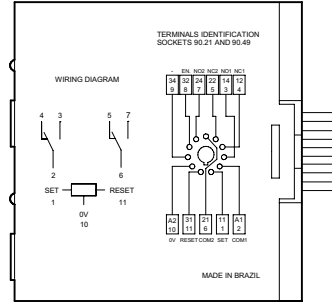 TERMINALS IDENTIFICATION
SOCKETS 90.21 AND 90.49
WIRING DIAGRAM
- EN. NO2 NC2 NO1 NC1
34 32 24 22 14 12
9 8 7 5 3 4
4 3 5 7
2 6
SET RESET
1 11
0V
10
A2 31 21 11 A1
10 11 6 1 2
0V RESET COM2 SET COM1
MADE IN BRAZIL